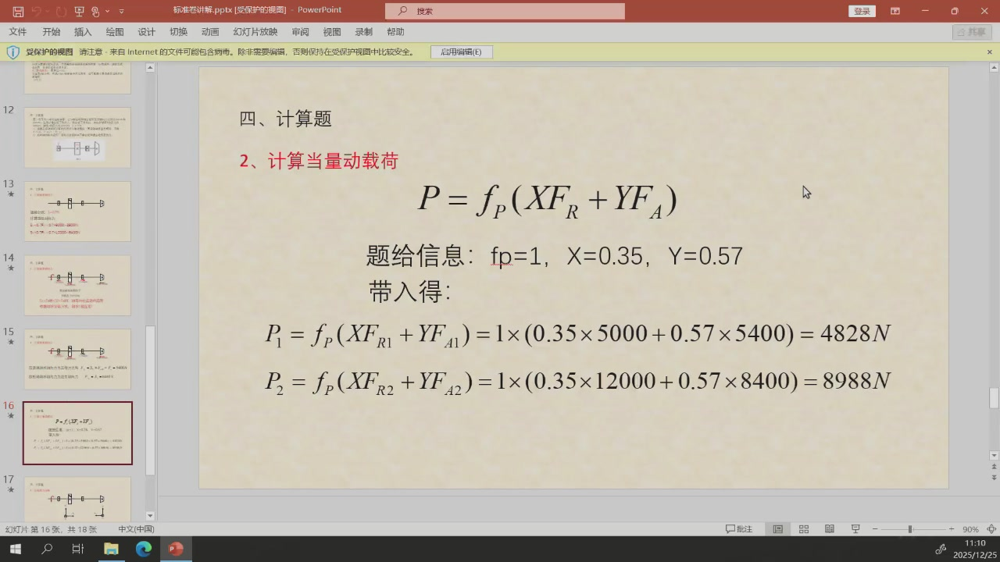 标准卷讲解.pptx [受保护的视图] - PowerPoint
搜索
登录
文件 开始 插入 绘图 设计 切换 动画 幻灯片放映 审阅 视图 录制 帮助
共享
受保护的视图 请注意 - 来自 Internet 的文件可能包含病毒。除非需要编辑，否则保持在受保护视图中比较安全。 启用编辑(E)
12
13
14
15
16
17
四、计算题
2、计算当量动载荷
P = f_P(XF_R + YF_A)
题给信息：fp=1，X=0.35，Y=0.57
带入得：
P_1 = f_P(XF_{R1} + YF_{A1}) = 1×(0.35×5000 + 0.57×5400) = 4828N
P_2 = f_P(XF_{R2} + YF_{A2}) = 1×(0.35×12000 + 0.57×8400) = 8988N
幻灯片 第 16 张，共 18 张 中文(中国)
批注
90%
11:10
2025/12/25